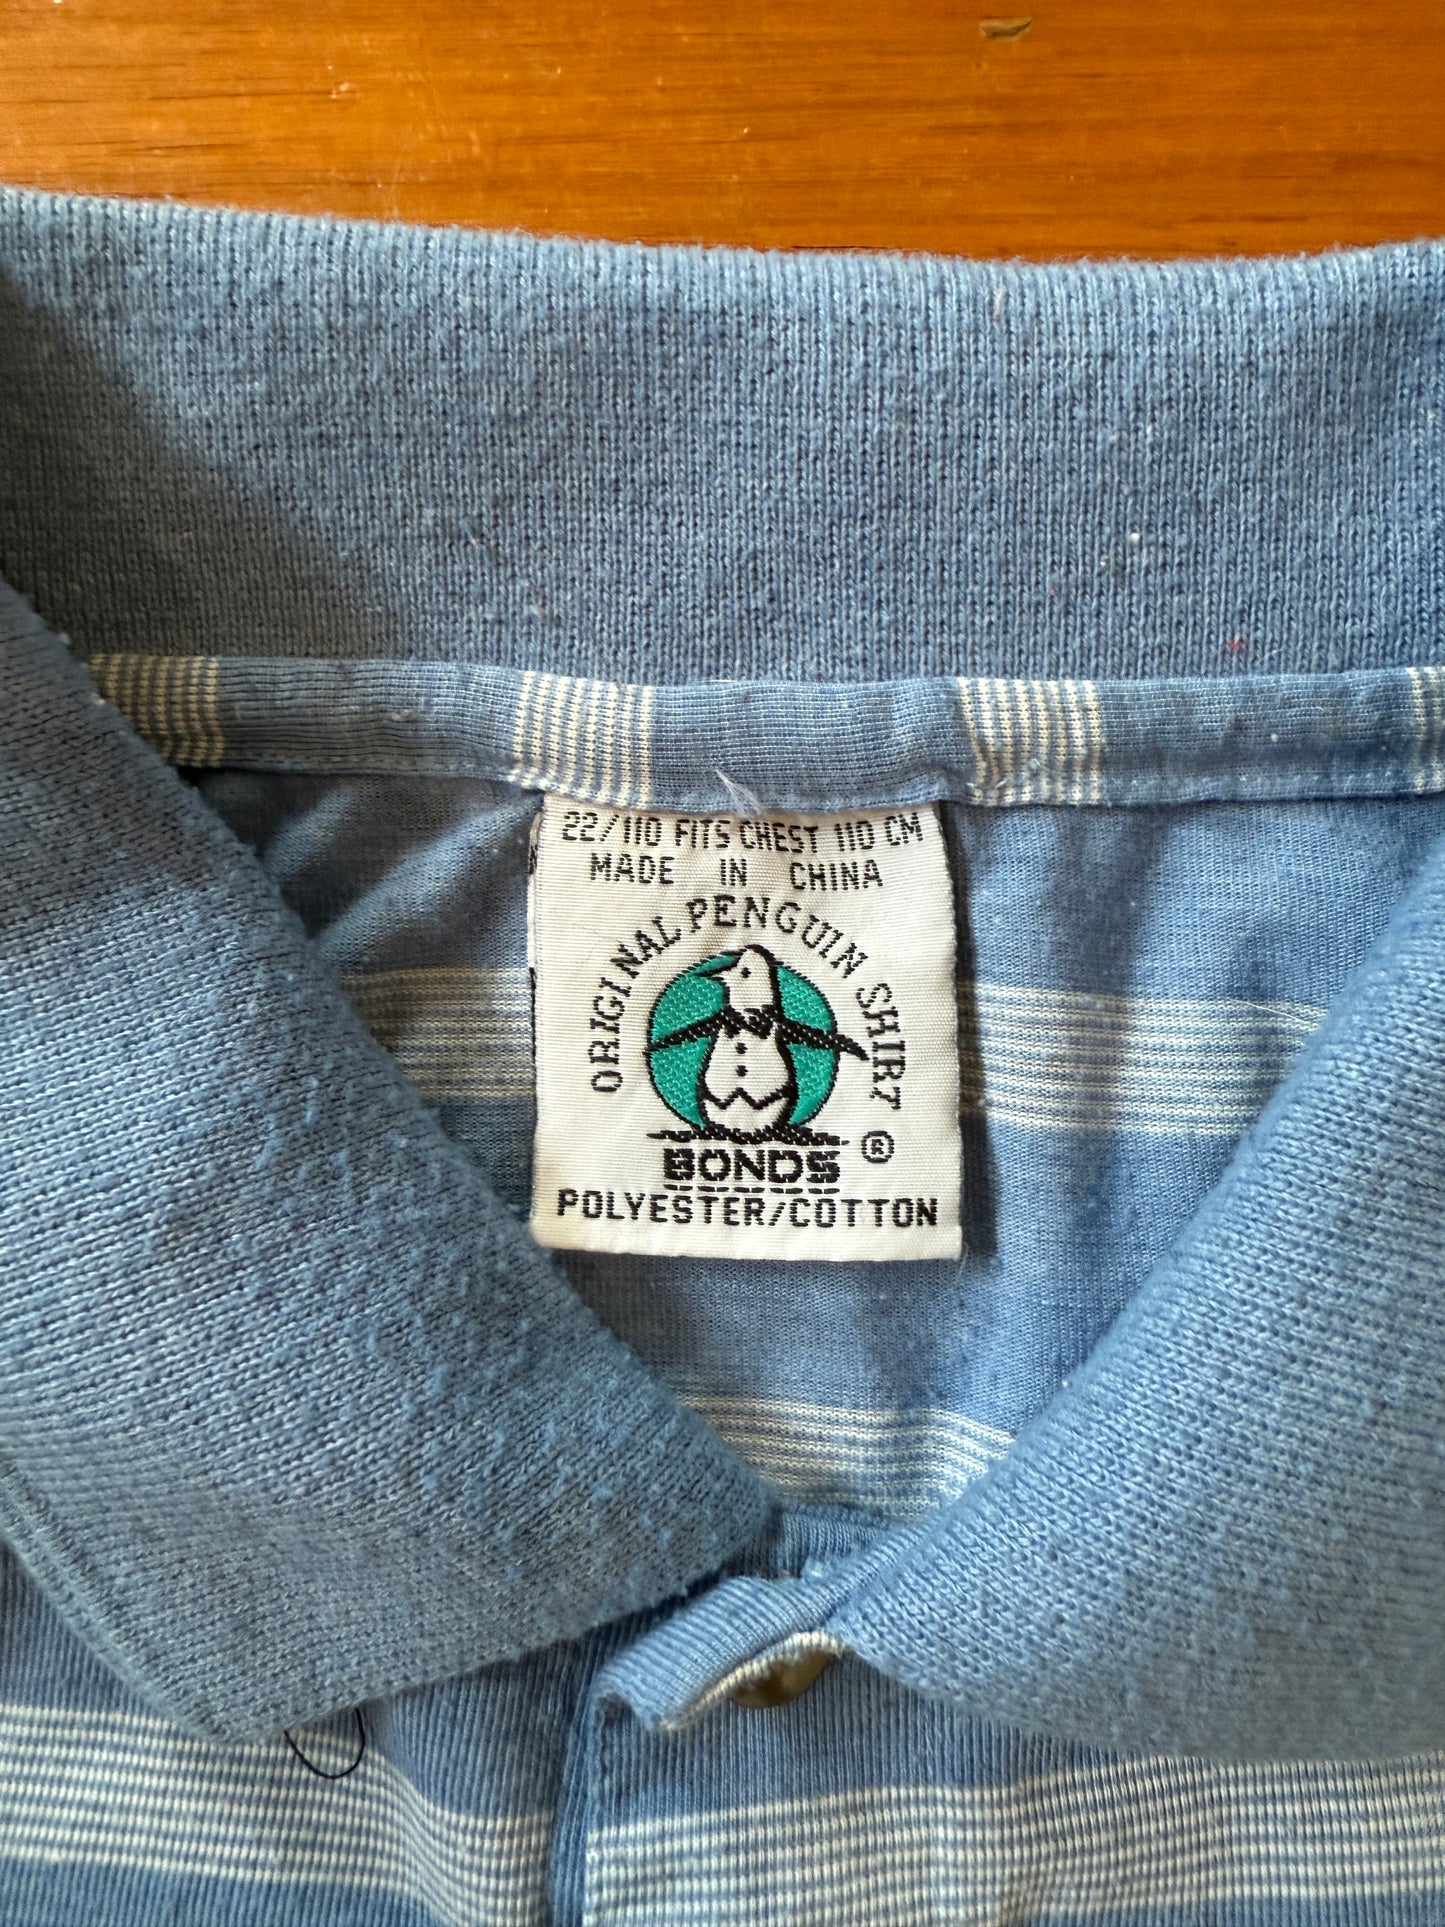 22/110 FITS CHEST 110 CM
MADE IN CHINA
ORIGINAL PENGUIN SHIRT
BONDS ®
POLYESTER/COTTON